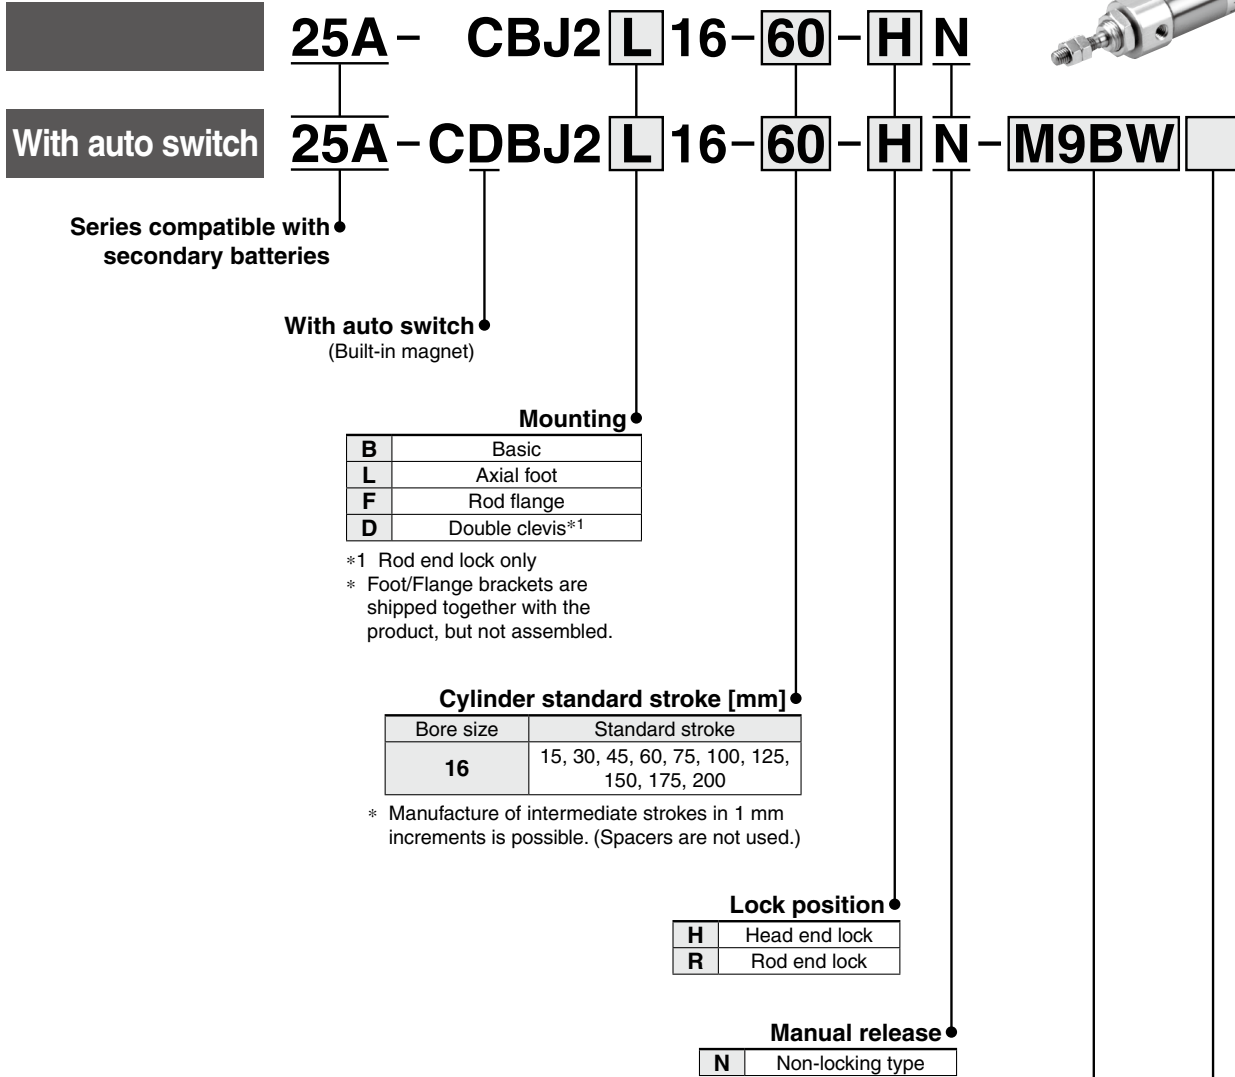 25A - CBJ2 L 16-60-H N
With auto switch 25A - CDBJ2 L 16-60-H N - M9BW
Series compatible with
secondary batteries
With auto switch
(Built-in magnet)
Mounting
B Basic
L Axial foot
F Rod flange
D Double clevis*1
*1 Rod end lock only
* Foot/Flange brackets are
shipped together with the
product, but not assembled.
Cylinder standard stroke [mm]
Bore size Standard stroke
16 15, 30, 45, 60, 75, 100, 125,
150, 175, 200
* Manufacture of intermediate strokes in 1 mm
increments is possible. (Spacers are not used.)
Lock position
H Head end lock
R Rod end lock
Manual release
N Non-locking type